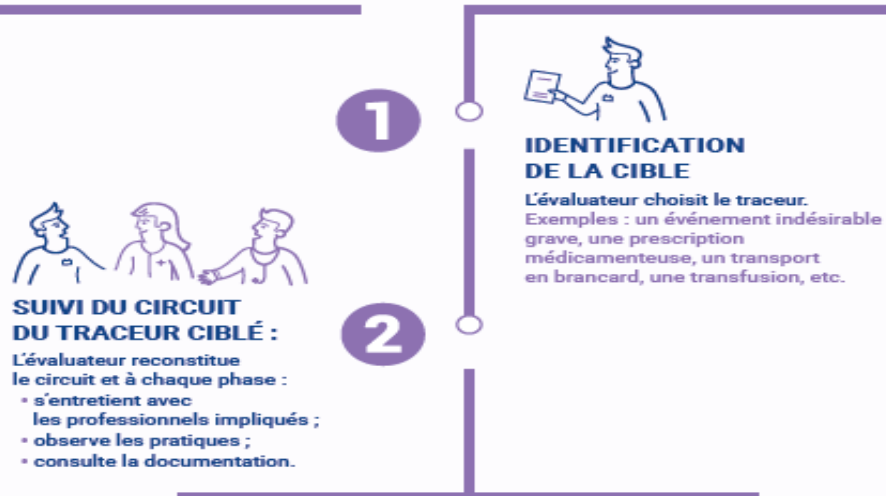 1
IDENTIFICATION
DE LA CIBLE
L'évaluateur choisit le traceur.
Exemples : un événement indésirable
grave, une prescription
médicamenteuse, un transport
en brancard, une transfusion, etc.
2
SUIVI DU CIRCUIT
DU TRACEUR CIBLÉ :
L'évaluateur reconstitue
le circuit et à chaque phase :
• s'entretient avec
les professionnels impliqués ;
• observe les pratiques ;
• consulte la documentation.